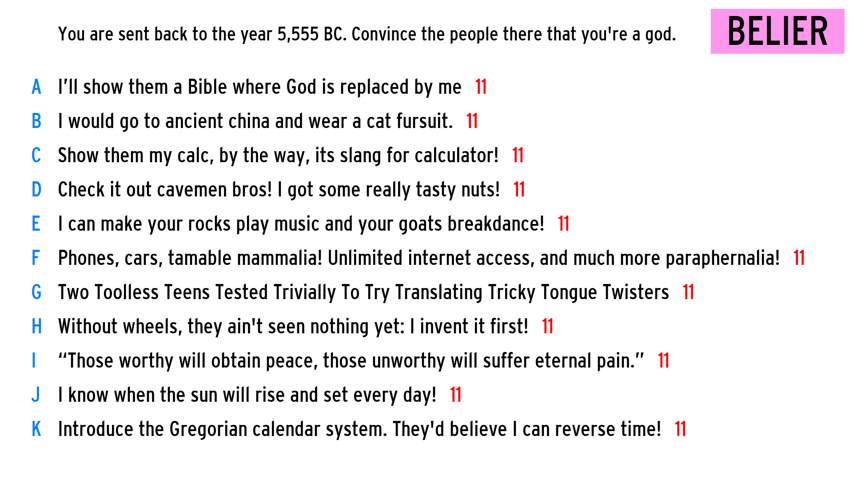 You are sent back to the year 5,555 BC. Convince the people there that you're a god.
BELIER
A I'll show them a Bible where God is replaced by me 11
B I would go to ancient china and wear a cat fursuit. 11
C Show them my calc, by the way, its slang for calculator! 11
D Check it out cavemen bros! I got some really tasty nuts! 11
E I can make your rocks play music and your goats breakdance! 11
F Phones, cars, tamable mammalia! Unlimited internet access, and much more paraphernalia! 11
G Two Toolless Teens Tested Trivially To Try Translating Tricky Tongue Twisters 11
H Without wheels, they ain't seen nothing yet: I invent it first! 11
I “Those worthy will obtain peace, those unworthy will suffer eternal pain.” 11
J I know when the sun will rise and set every day! 11
K Introduce the Gregorian calendar system. They'd believe I can reverse time! 11